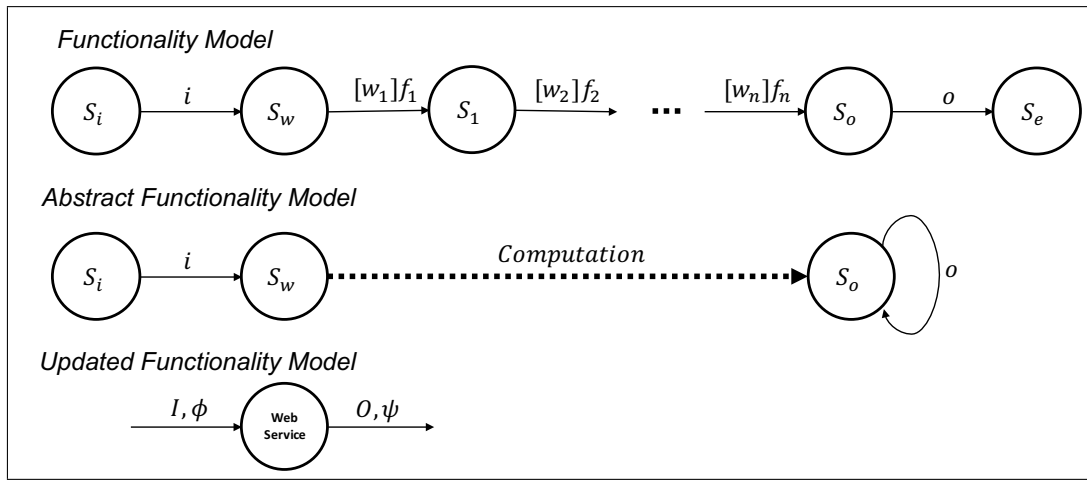 Functionality Model
S_i i S_w [w_1]f_1 S_1 [w_2]f_2 ... [w_n]f_n S_o o S_e
Abstract Functionality Model
S_i i S_w Computation S_o o
Updated Functionality Model
I, ϕ Web Service O, ψ